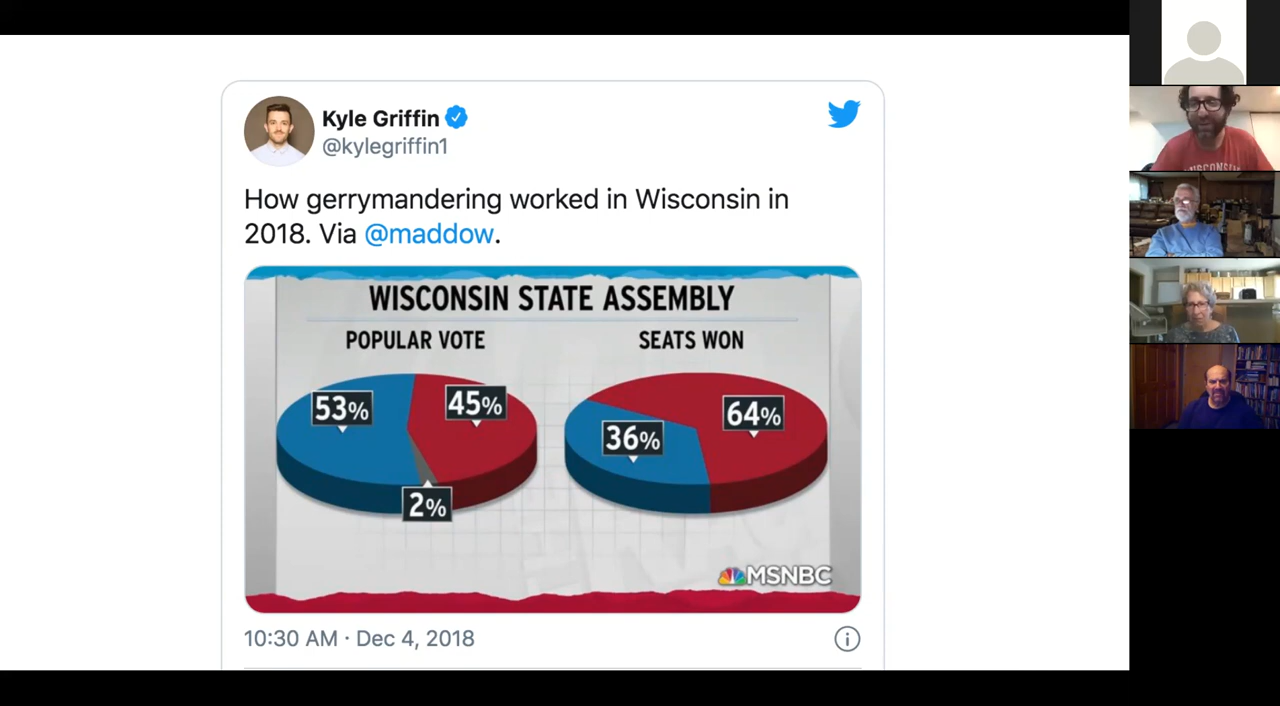 Kyle Griffin
@kylegriffin1
How gerrymandering worked in Wisconsin in
2018. Via @maddow.
WISCONSIN STATE ASSEMBLY
POPULAR VOTE
SEATS WON
53%
45%
2%
36%
64%
MSNBC
10:30 AM · Dec 4, 2018
WISCONSIN